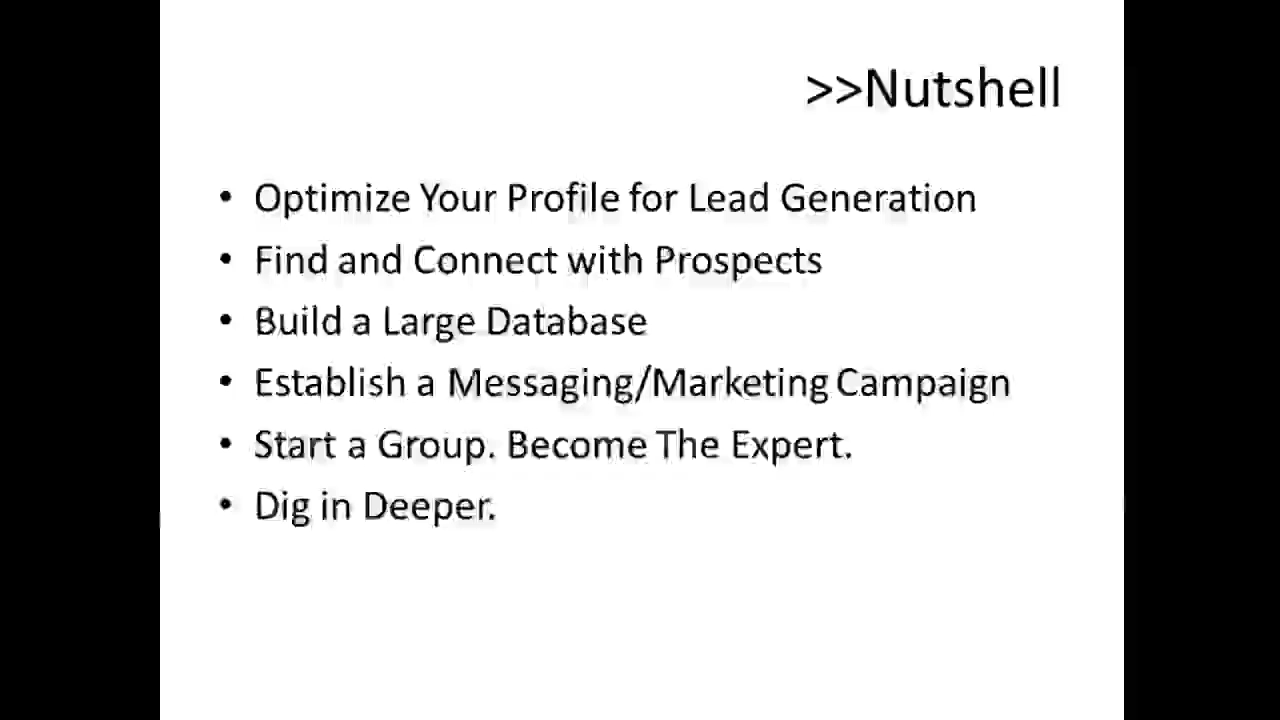 >>Nutshell
• Optimize Your Profile for Lead Generation
• Find and Connect with Prospects
• Build a Large Database
• Establish a Messaging/Marketing Campaign
• Start a Group. Become The Expert.
• Dig in Deeper.